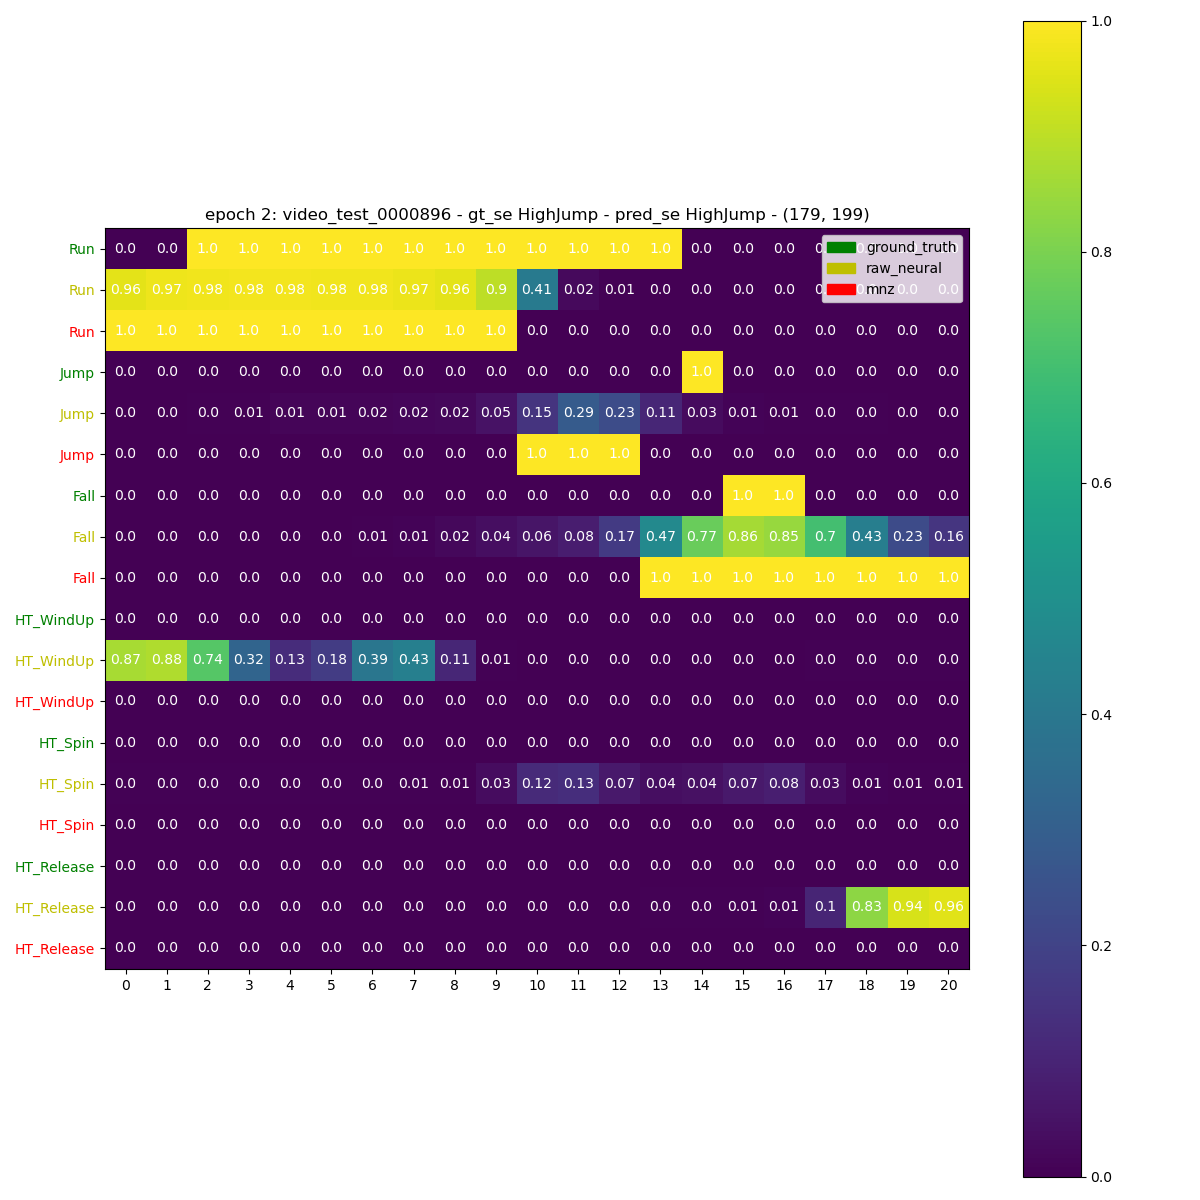 epoch 2: video_test_0000896 - gt_se HighJump - pred_se HighJump - (179, 199)
Run 0.0 0.0 1.0 1.0 1.0 1.0 1.0 1.0 1.0 1.0 1.0 1.0 1.0 1.0 0.0 0.0 0.0
ground_truth
raw_neural
mnz
Run 0.96 0.97 0.98 0.98 0.98 0.98 0.98 0.97 0.96 0.9 0.41 0.02 0.01 0.0 0.0 0.0 0.0
Run 1.0 1.0 1.0 1.0 1.0 1.0 1.0 1.0 1.0 1.0 0.0 0.0 0.0 0.0 0.0 0.0 0.0 0.0 0.0 0.0 0.0
Jump 0.0 0.0 0.0 0.0 0.0 0.0 0.0 0.0 0.0 0.0 0.0 0.0 0.0 0.0 1.0 0.0 0.0 0.0 0.0 0.0 0.0
Jump 0.0 0.0 0.0 0.01 0.01 0.01 0.02 0.02 0.02 0.05 0.15 0.29 0.23 0.11 0.03 0.01 0.01 0.0 0.0 0.0 0.0
Jump 0.0 0.0 0.0 0.0 0.0 0.0 0.0 0.0 0.0 0.0 1.0 1.0 1.0 0.0 0.0 0.0 0.0 0.0 0.0 0.0 0.0
Fall 0.0 0.0 0.0 0.0 0.0 0.0 0.0 0.0 0.0 0.0 0.0 0.0 0.0 0.0 0.0 1.0 1.0 0.0 0.0 0.0 0.0
Fall 0.0 0.0 0.0 0.0 0.0 0.0 0.01 0.01 0.02 0.04 0.06 0.08 0.17 0.47 0.77 0.86 0.85 0.7 0.43 0.23 0.16
Fall 0.0 0.0 0.0 0.0 0.0 0.0 0.0 0.0 0.0 0.0 0.0 0.0 0.0 1.0 1.0 1.0 1.0 1.0 1.0 1.0 1.0
HT_WindUp 0.0 0.0 0.0 0.0 0.0 0.0 0.0 0.0 0.0 0.0 0.0 0.0 0.0 0.0 0.0 0.0 0.0 0.0 0.0 0.0 0.0
HT_WindUp 0.87 0.88 0.74 0.32 0.13 0.18 0.39 0.43 0.11 0.01 0.0 0.0 0.0 0.0 0.0 0.0 0.0 0.0 0.0 0.0 0.0
HT_WindUp 0.0 0.0 0.0 0.0 0.0 0.0 0.0 0.0 0.0 0.0 0.0 0.0 0.0 0.0 0.0 0.0 0.0 0.0 0.0 0.0 0.0
HT_Spin 0.0 0.0 0.0 0.0 0.0 0.0 0.0 0.0 0.0 0.0 0.0 0.0 0.0 0.0 0.0 0.0 0.0 0.0 0.0 0.0 0.0
HT_Spin 0.0 0.0 0.0 0.0 0.0 0.0 0.0 0.01 0.01 0.03 0.12 0.13 0.07 0.04 0.04 0.07 0.08 0.03 0.01 0.01 0.01
HT_Spin 0.0 0.0 0.0 0.0 0.0 0.0 0.0 0.0 0.0 0.0 0.0 0.0 0.0 0.0 0.0 0.0 0.0 0.0 0.0 0.0 0.0
HT_Release 0.0 0.0 0.0 0.0 0.0 0.0 0.0 0.0 0.0 0.0 0.0 0.0 0.0 0.0 0.0 0.0 0.0 0.0 0.0 0.0 0.0
HT_Release 0.0 0.0 0.0 0.0 0.0 0.0 0.0 0.0 0.0 0.0 0.0 0.0 0.0 0.0 0.0 0.01 0.01 0.1 0.83 0.94 0.96
HT_Release 0.0 0.0 0.0 0.0 0.0 0.0 0.0 0.0 0.0 0.0 0.0 0.0 0.0 0.0 0.0 0.0 0.0 0.0 0.0 0.0 0.0
0 1 2 3 4 5 6 7 8 9 10 11 12 13 14 15 16 17 18 19 20
1.0
0.8
0.6
0.4
0.2
0.0